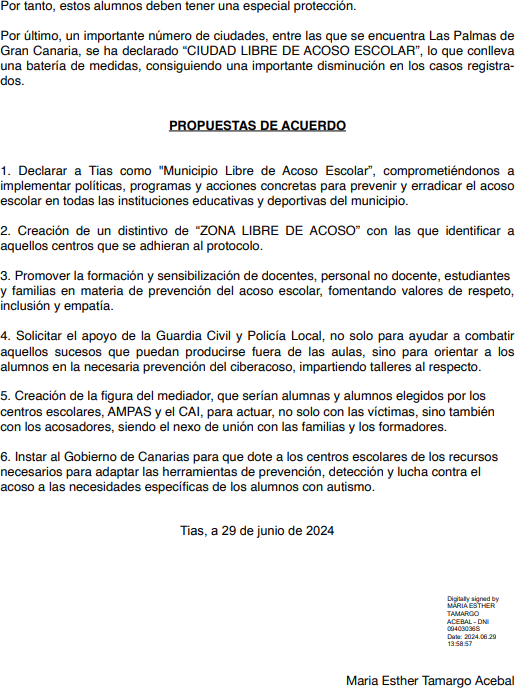 Por tanto, estos alumnos deben tener una especial protección.
Por último, un importante número de ciudades, entre las que se encuentra Las Palmas de
Gran Canaria, se ha declarado “CIUDAD LIBRE DE ACOSO ESCOLAR”, lo que conlleva
una batería de medidas, consiguiendo una importante disminución en los casos registra-
dos.
PROPUESTAS DE ACUERDO
1. Declarar a Tias como "Municipio Libre de Acoso Escolar”, comprometiéndonos a
implementar políticas, programas y acciones concretas para prevenir y erradicar el acoso
escolar en todas las instituciones educativas y deportivas del municipio.
2. Creación de un distintivo de “ZONA LIBRE DE ACOSO” con las que identificar a
aquellos centros que se adhieran al protocolo.
3. Promover la formación y sensibilización de docentes, personal no docente, estudiantes
y familias en materia de prevención del acoso escolar, fomentando valores de respeto,
inclusión y empatía.
4. Solicitar el apoyo de la Guardia Civil y Policía Local, no solo para ayudar a combatir
aquellos sucesos que puedan producirse fuera de las aulas, sino para orientar a los
alumnos en la necesaria prevención del ciberacoso, impartiendo talleres al respecto.
5. Creación de la figura del mediador, que serían alumnas y alumnos elegidos por los
centros escolares, AMPAS y el CAI, para actuar, no solo con las víctimas, sino también
con los acosadores, siendo el nexo de unión con las familias y los formadores.
6. Instar al Gobierno de Canarias para que dote a los centros escolares de los recursos
necesarios para adaptar las herramientas de prevención, detección y lucha contra el
acoso a las necesidades específicas de los alumnos con autismo.
Tias, a 29 de junio de 2024
Digitally signed by
MARIA ESTHER
TAMARGO
ACEBAL - DNI
09403036S
Date: 2024.06.29
13:58:57
Maria Esther Tamargo Acebal